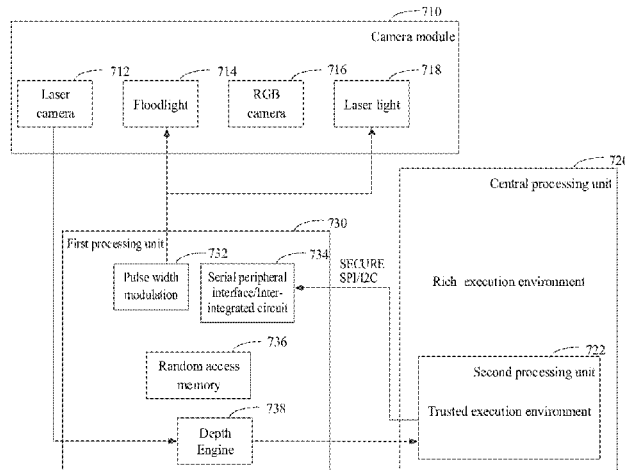 710
Camera module
712
714
716
718
Laser
camera
Floodlight
RGB
camera
Laser light
720
Central processing unit
730
First processing unit
732
734
Pulse width
modulation
Serial peripheral
interface/Inter-
integrated circuit
SECURE
SPI/I2C
Rich execution environment
736
Random access
memory
722
Second processing unit
Trusted execution environment
738
Depth
Engine